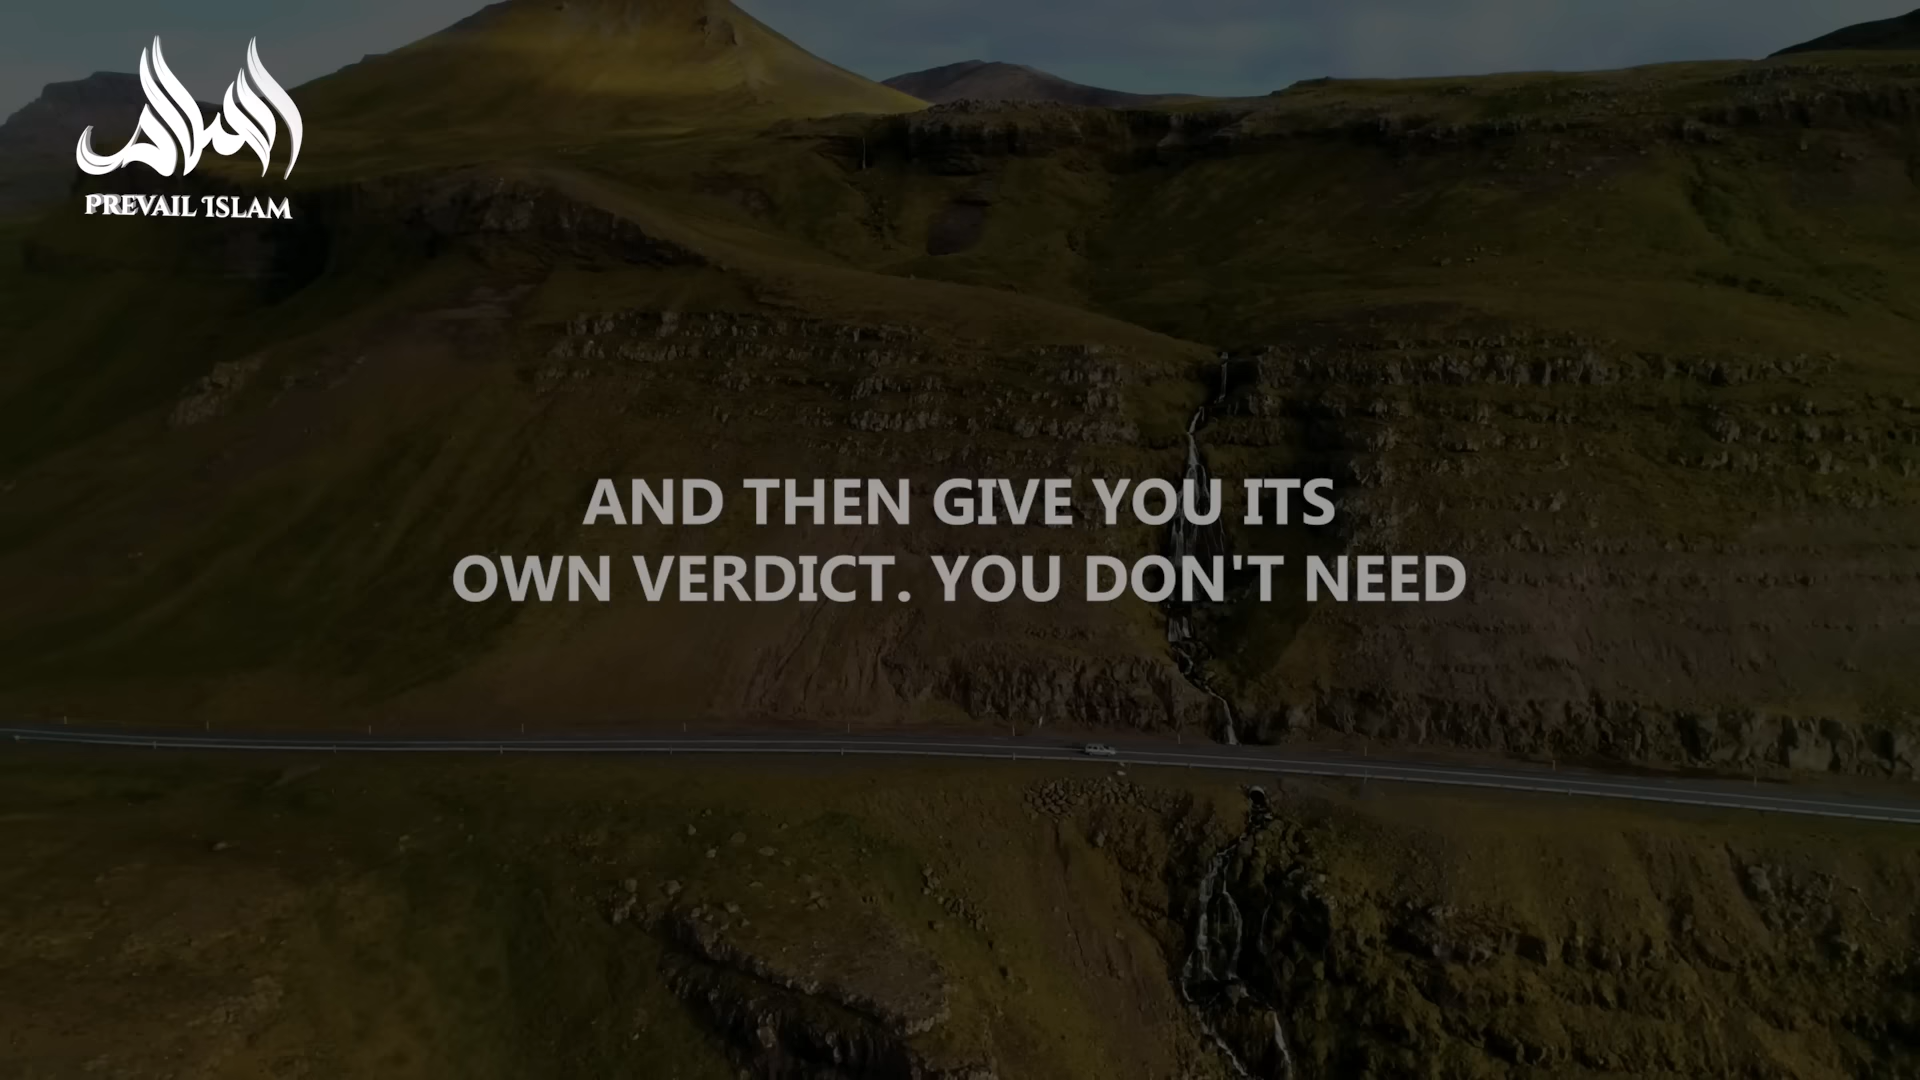 PREVAIL ISLAM
AND THEN GIVE YOU ITS
OWN VERDICT. YOU DON'T NEED